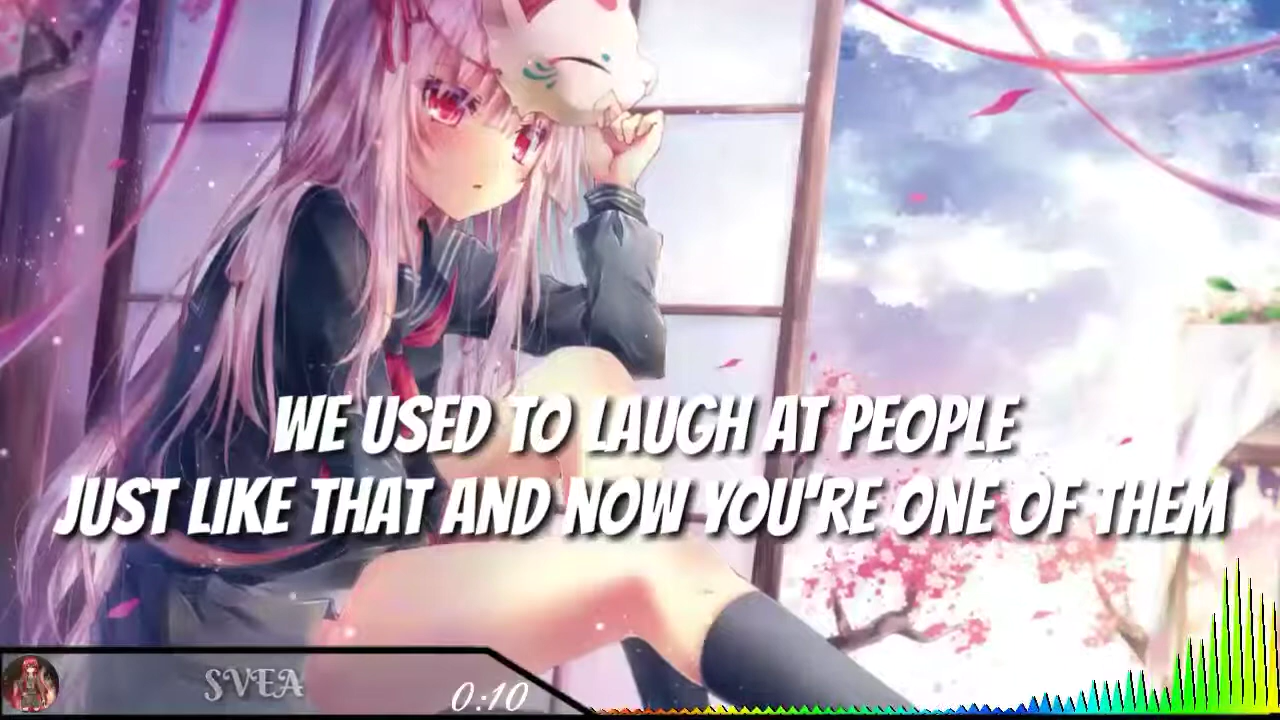 WE USED TO LAUGH AT PEOPLE
JUST LIKE THAT AND NOW YOU'RE ONE OF THEM
SVEA
0:10